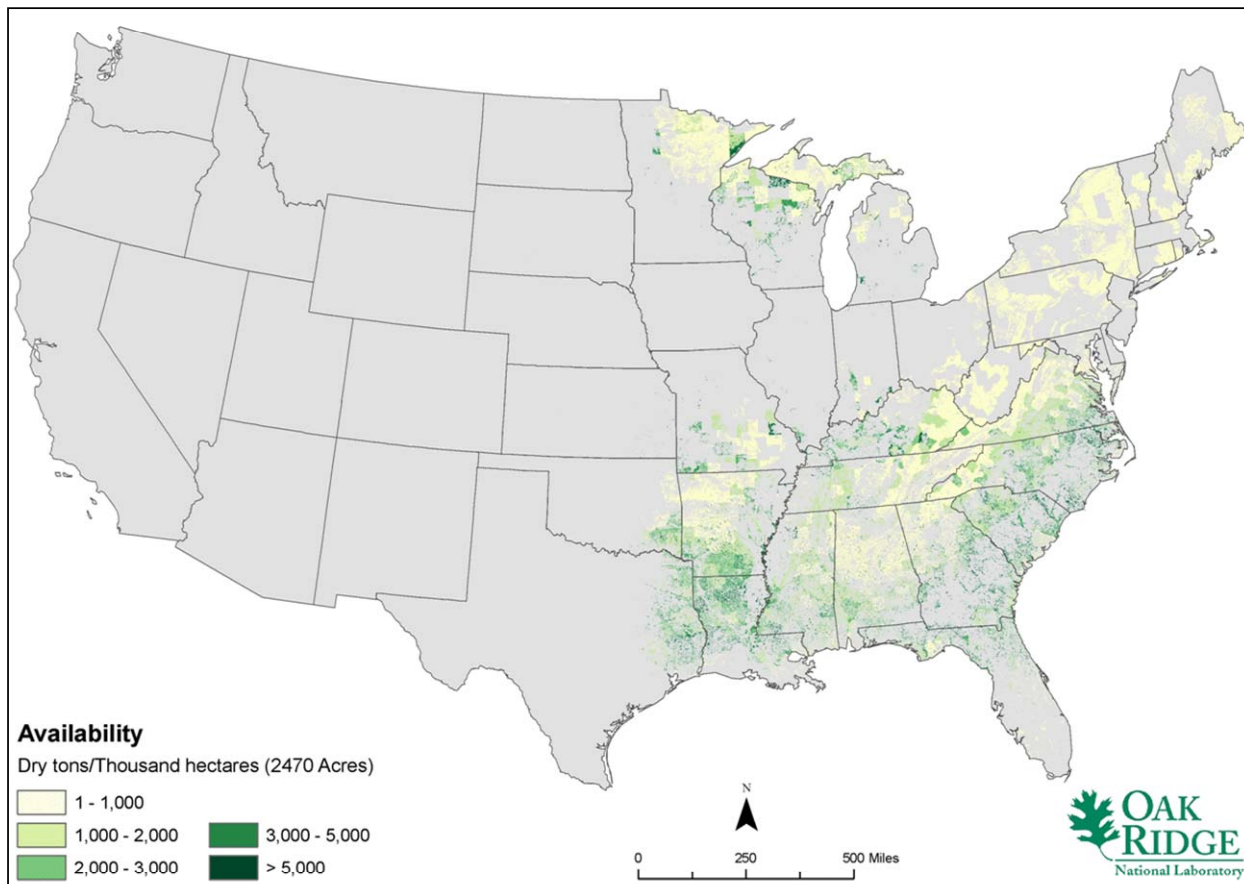 Availability
Dry tons/Thousand hectares (2470 Acres)
1 - 1,000
1,000 - 2,000
2,000 - 3,000
3,000 - 5,000
> 5,000
N
0 250 500 Miles
OAK
RIDGE
National Laboratory